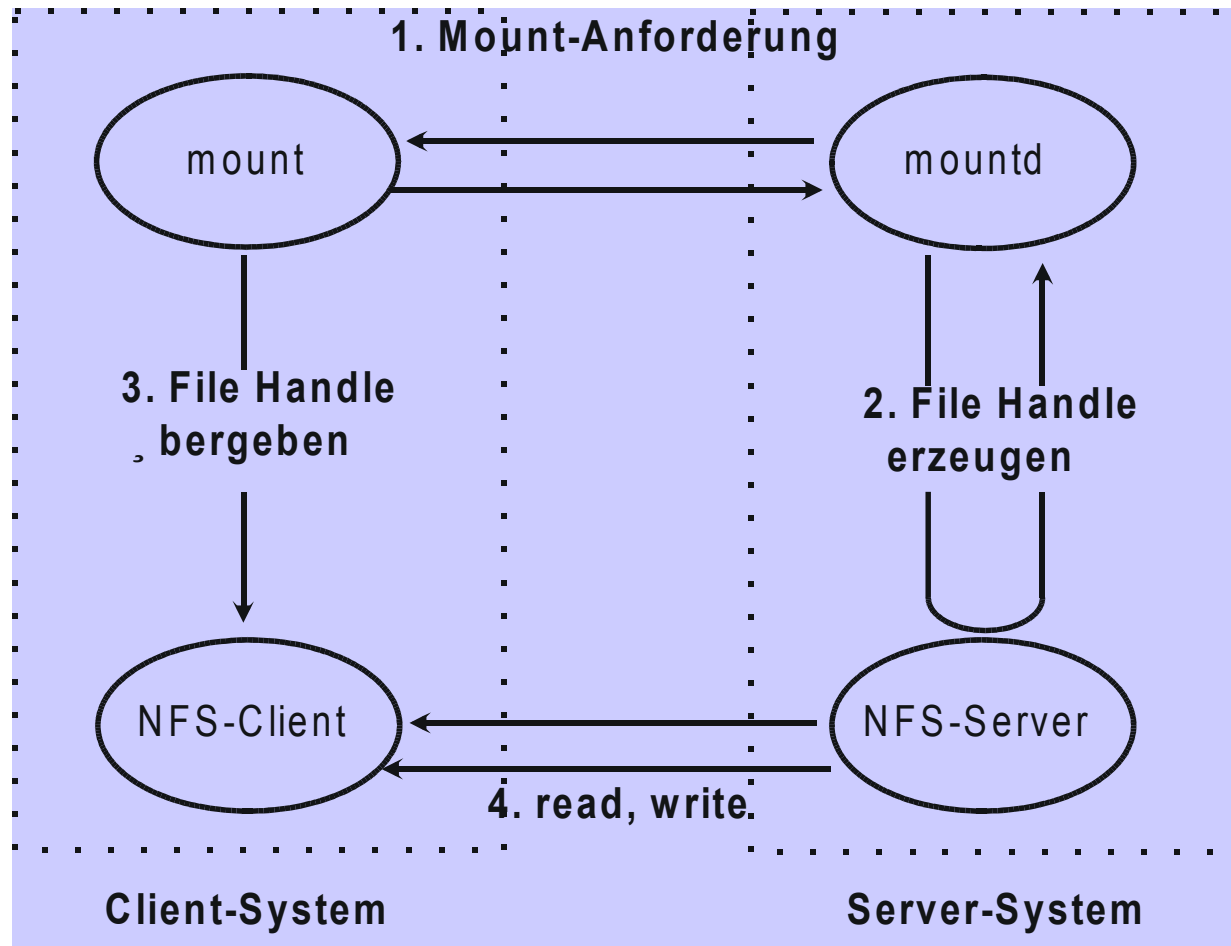 1. Mount-Anforderung
mount
mountd
3. File Handle
¸ bergeben
2. File Handle
erzeugen
NFS-Client
NFS-Server
4. read, write
Client-System
Server-System